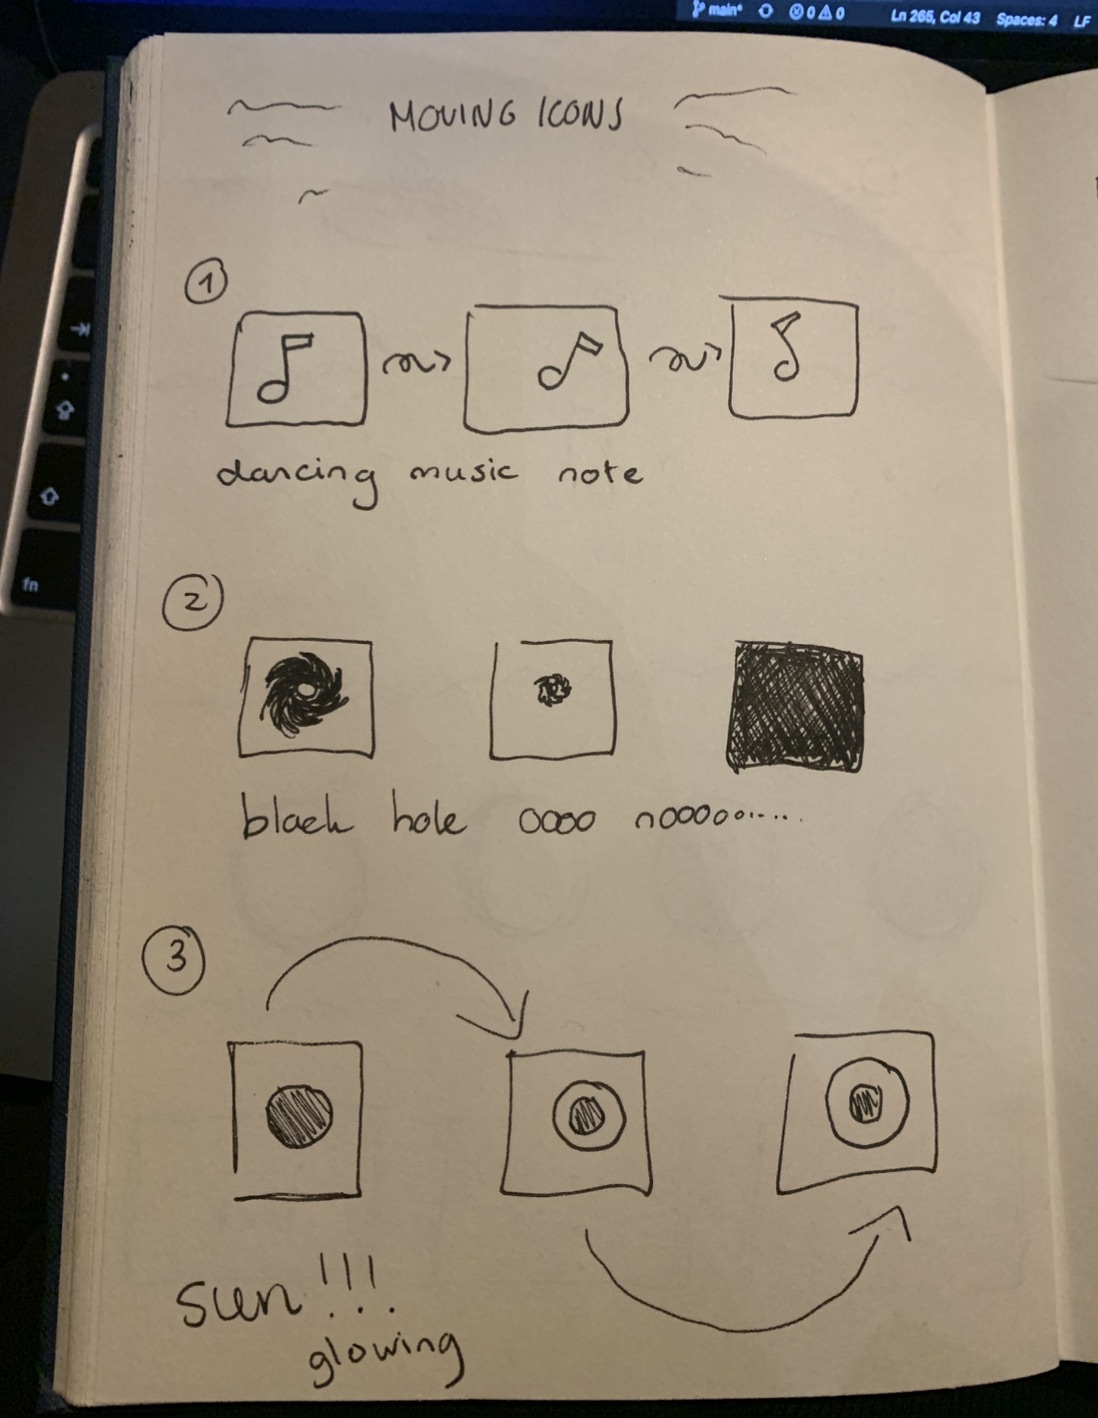 main* 0 0 Ln 265, Col 43 Spaces: 4 LF
MOVING ICONS
1
dancing music note
2
black hole oooo nooooo.....
3
sun!!!
glowing
fn